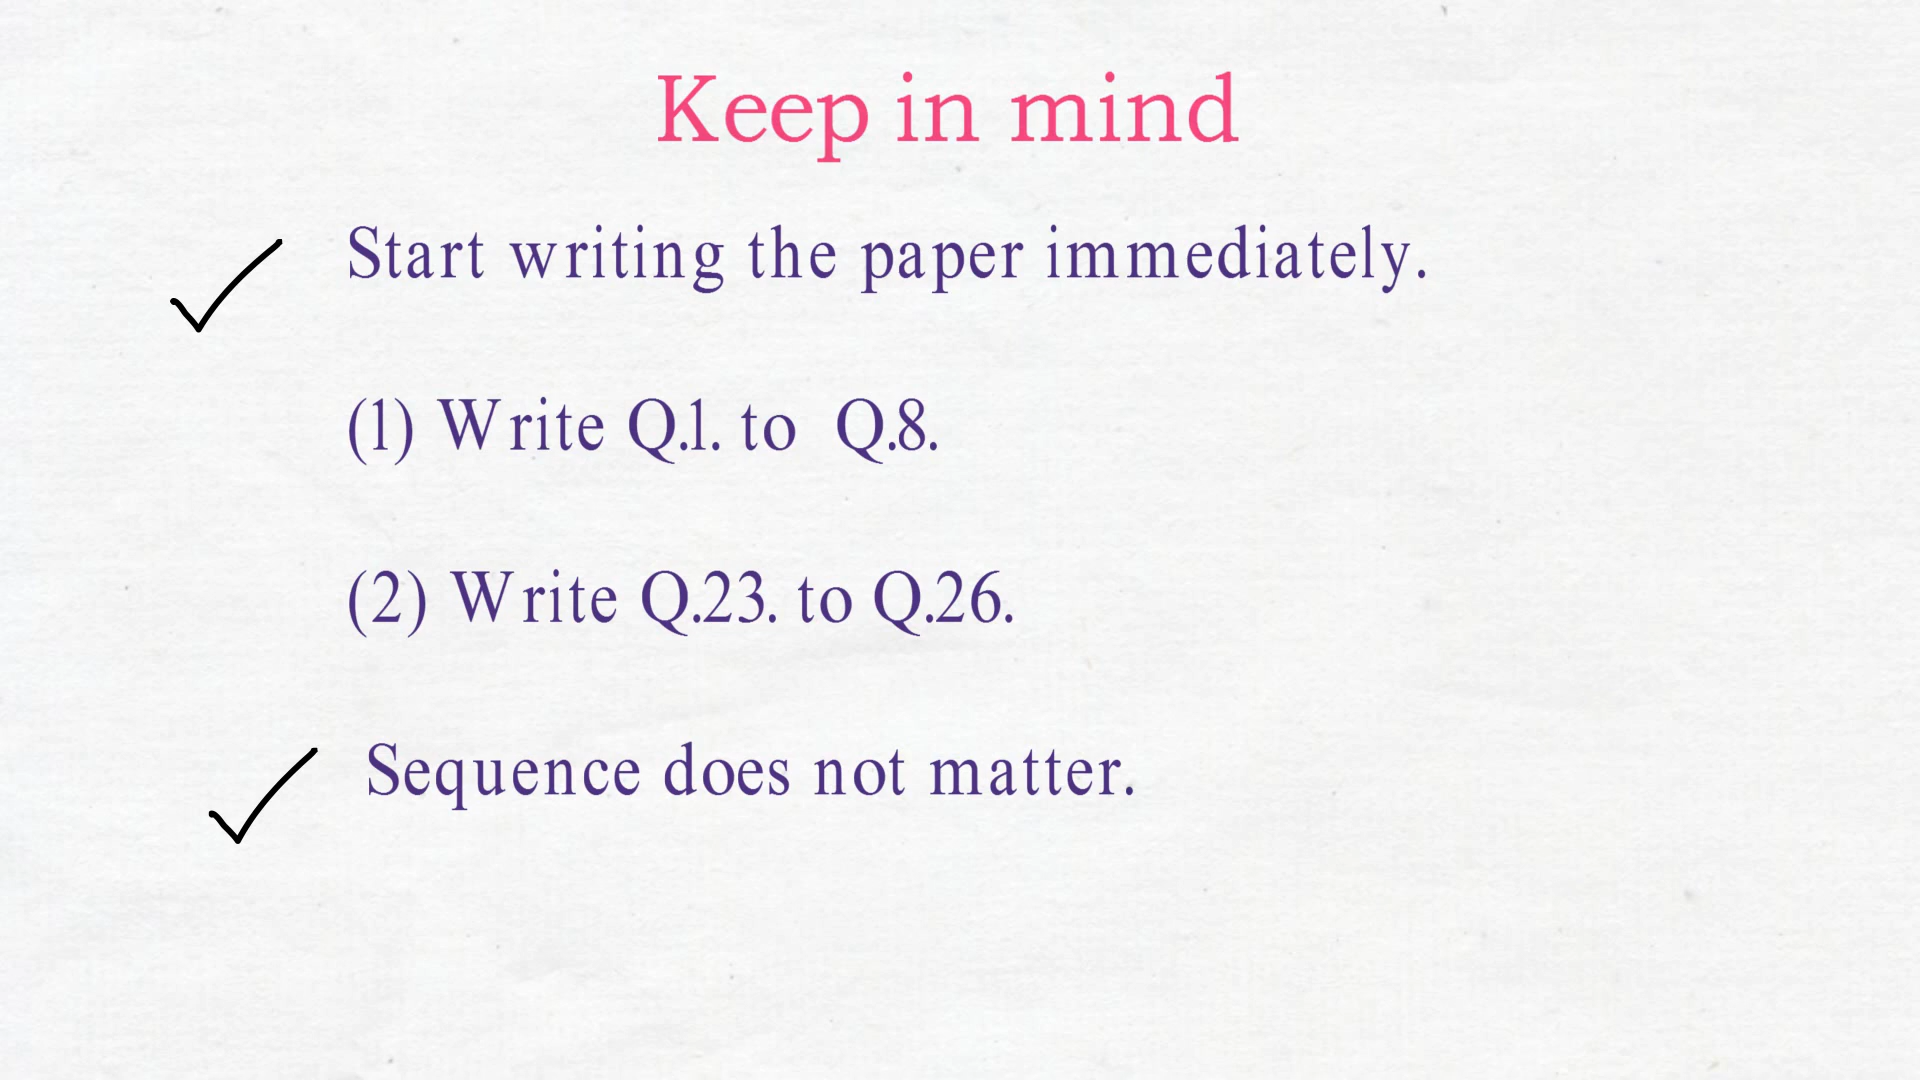 Keep in mind
Start writing the paper immediately.
(1) Write Q.1. to Q.8.
(2) Write Q.23. to Q.26.
Sequence does not matter.